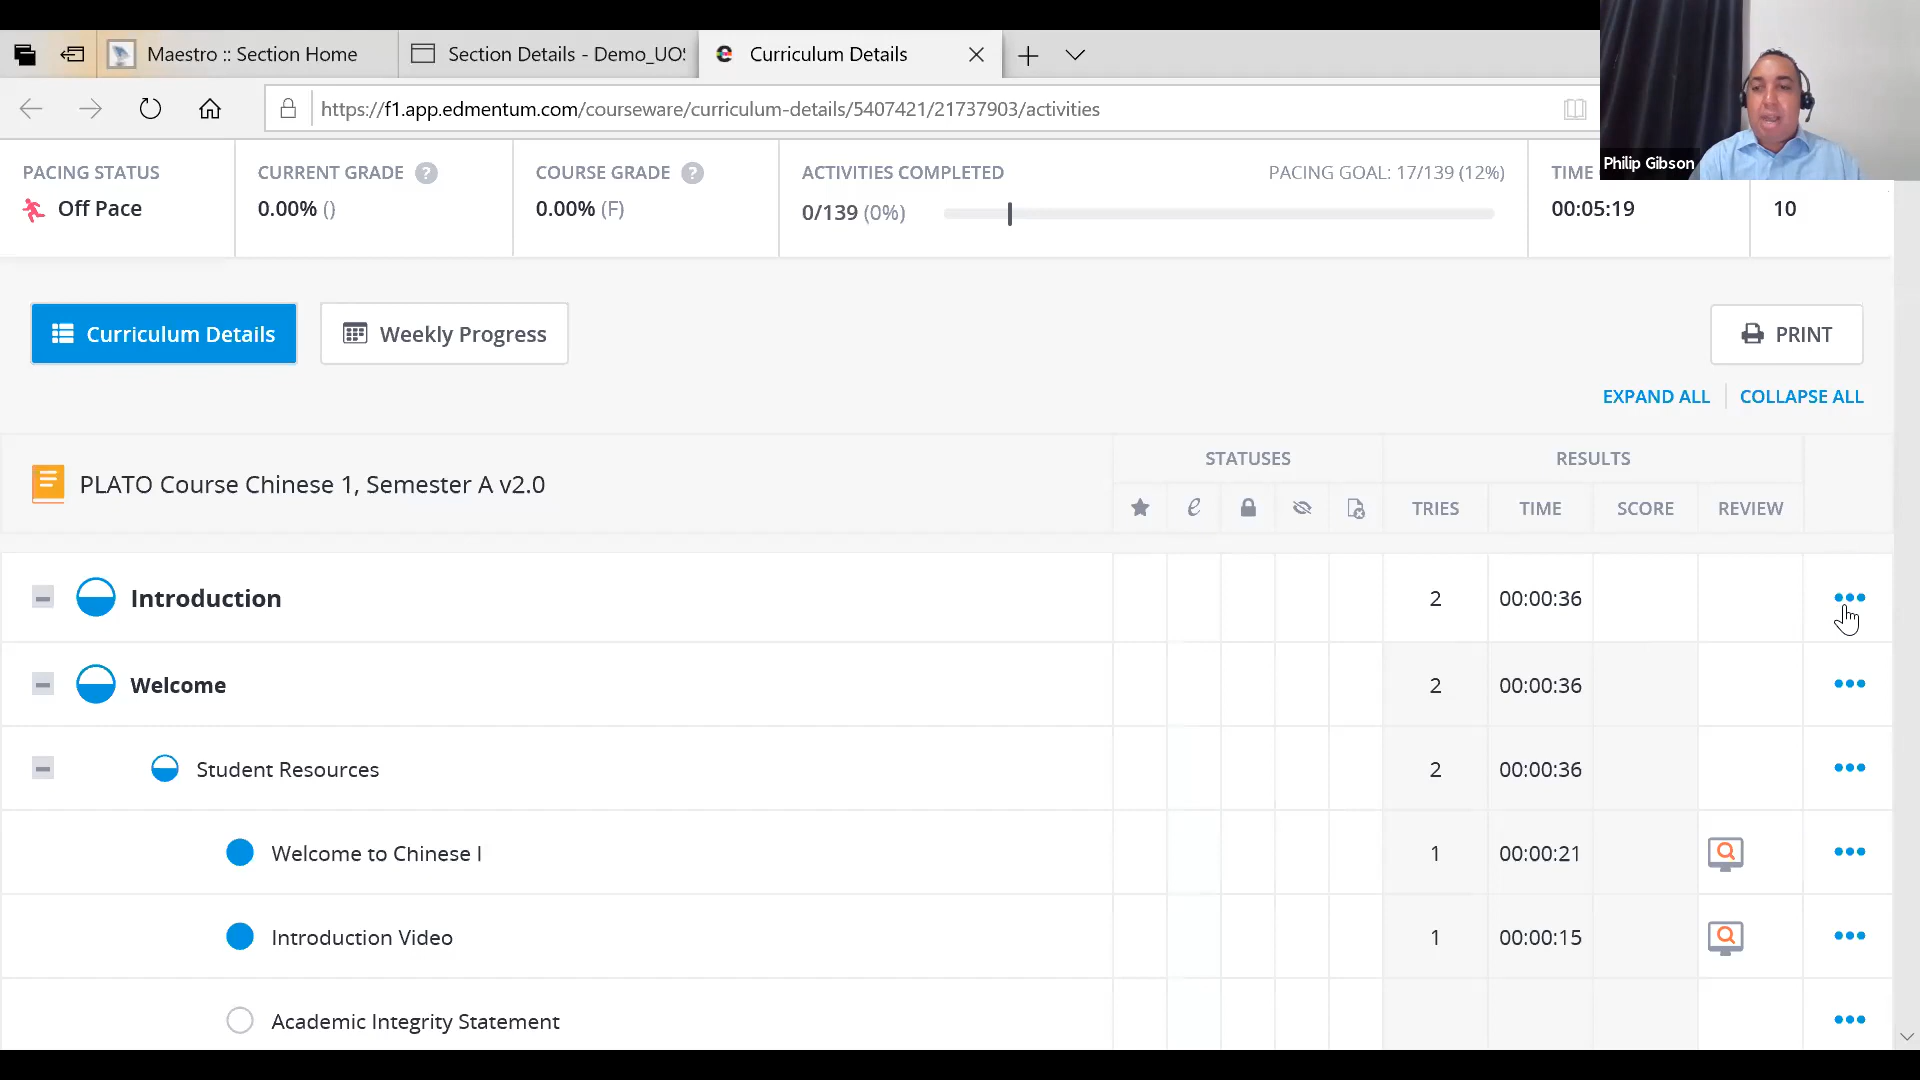 Maestro :: Section Home
Section Details - Demo_UO
Curriculum Details
https://f1.app.edmentum.com/courseware/curriculum-details/5407421/21737903/activities
Philip Gibson
PACING STATUS
Off Pace
CURRENT GRADE ?
0.00% ()
COURSE GRADE ?
0.00% (F)
ACTIVITIES COMPLETED
PACING GOAL: 17/139 (12%)
0/139 (0%)
TIME
00:05:19
10
Curriculum Details
Weekly Progress
PRINT
EXPAND ALL
COLLAPSE ALL
PLATO Course Chinese 1, Semester A v2.0
STATUSES
RESULTS
TRIES TIME SCORE REVIEW
Introduction 2 00:00:36
Welcome 2 00:00:36
Student Resources 2 00:00:36
Welcome to Chinese I 1 00:00:21
Introduction Video 1 00:00:15
Academic Integrity Statement